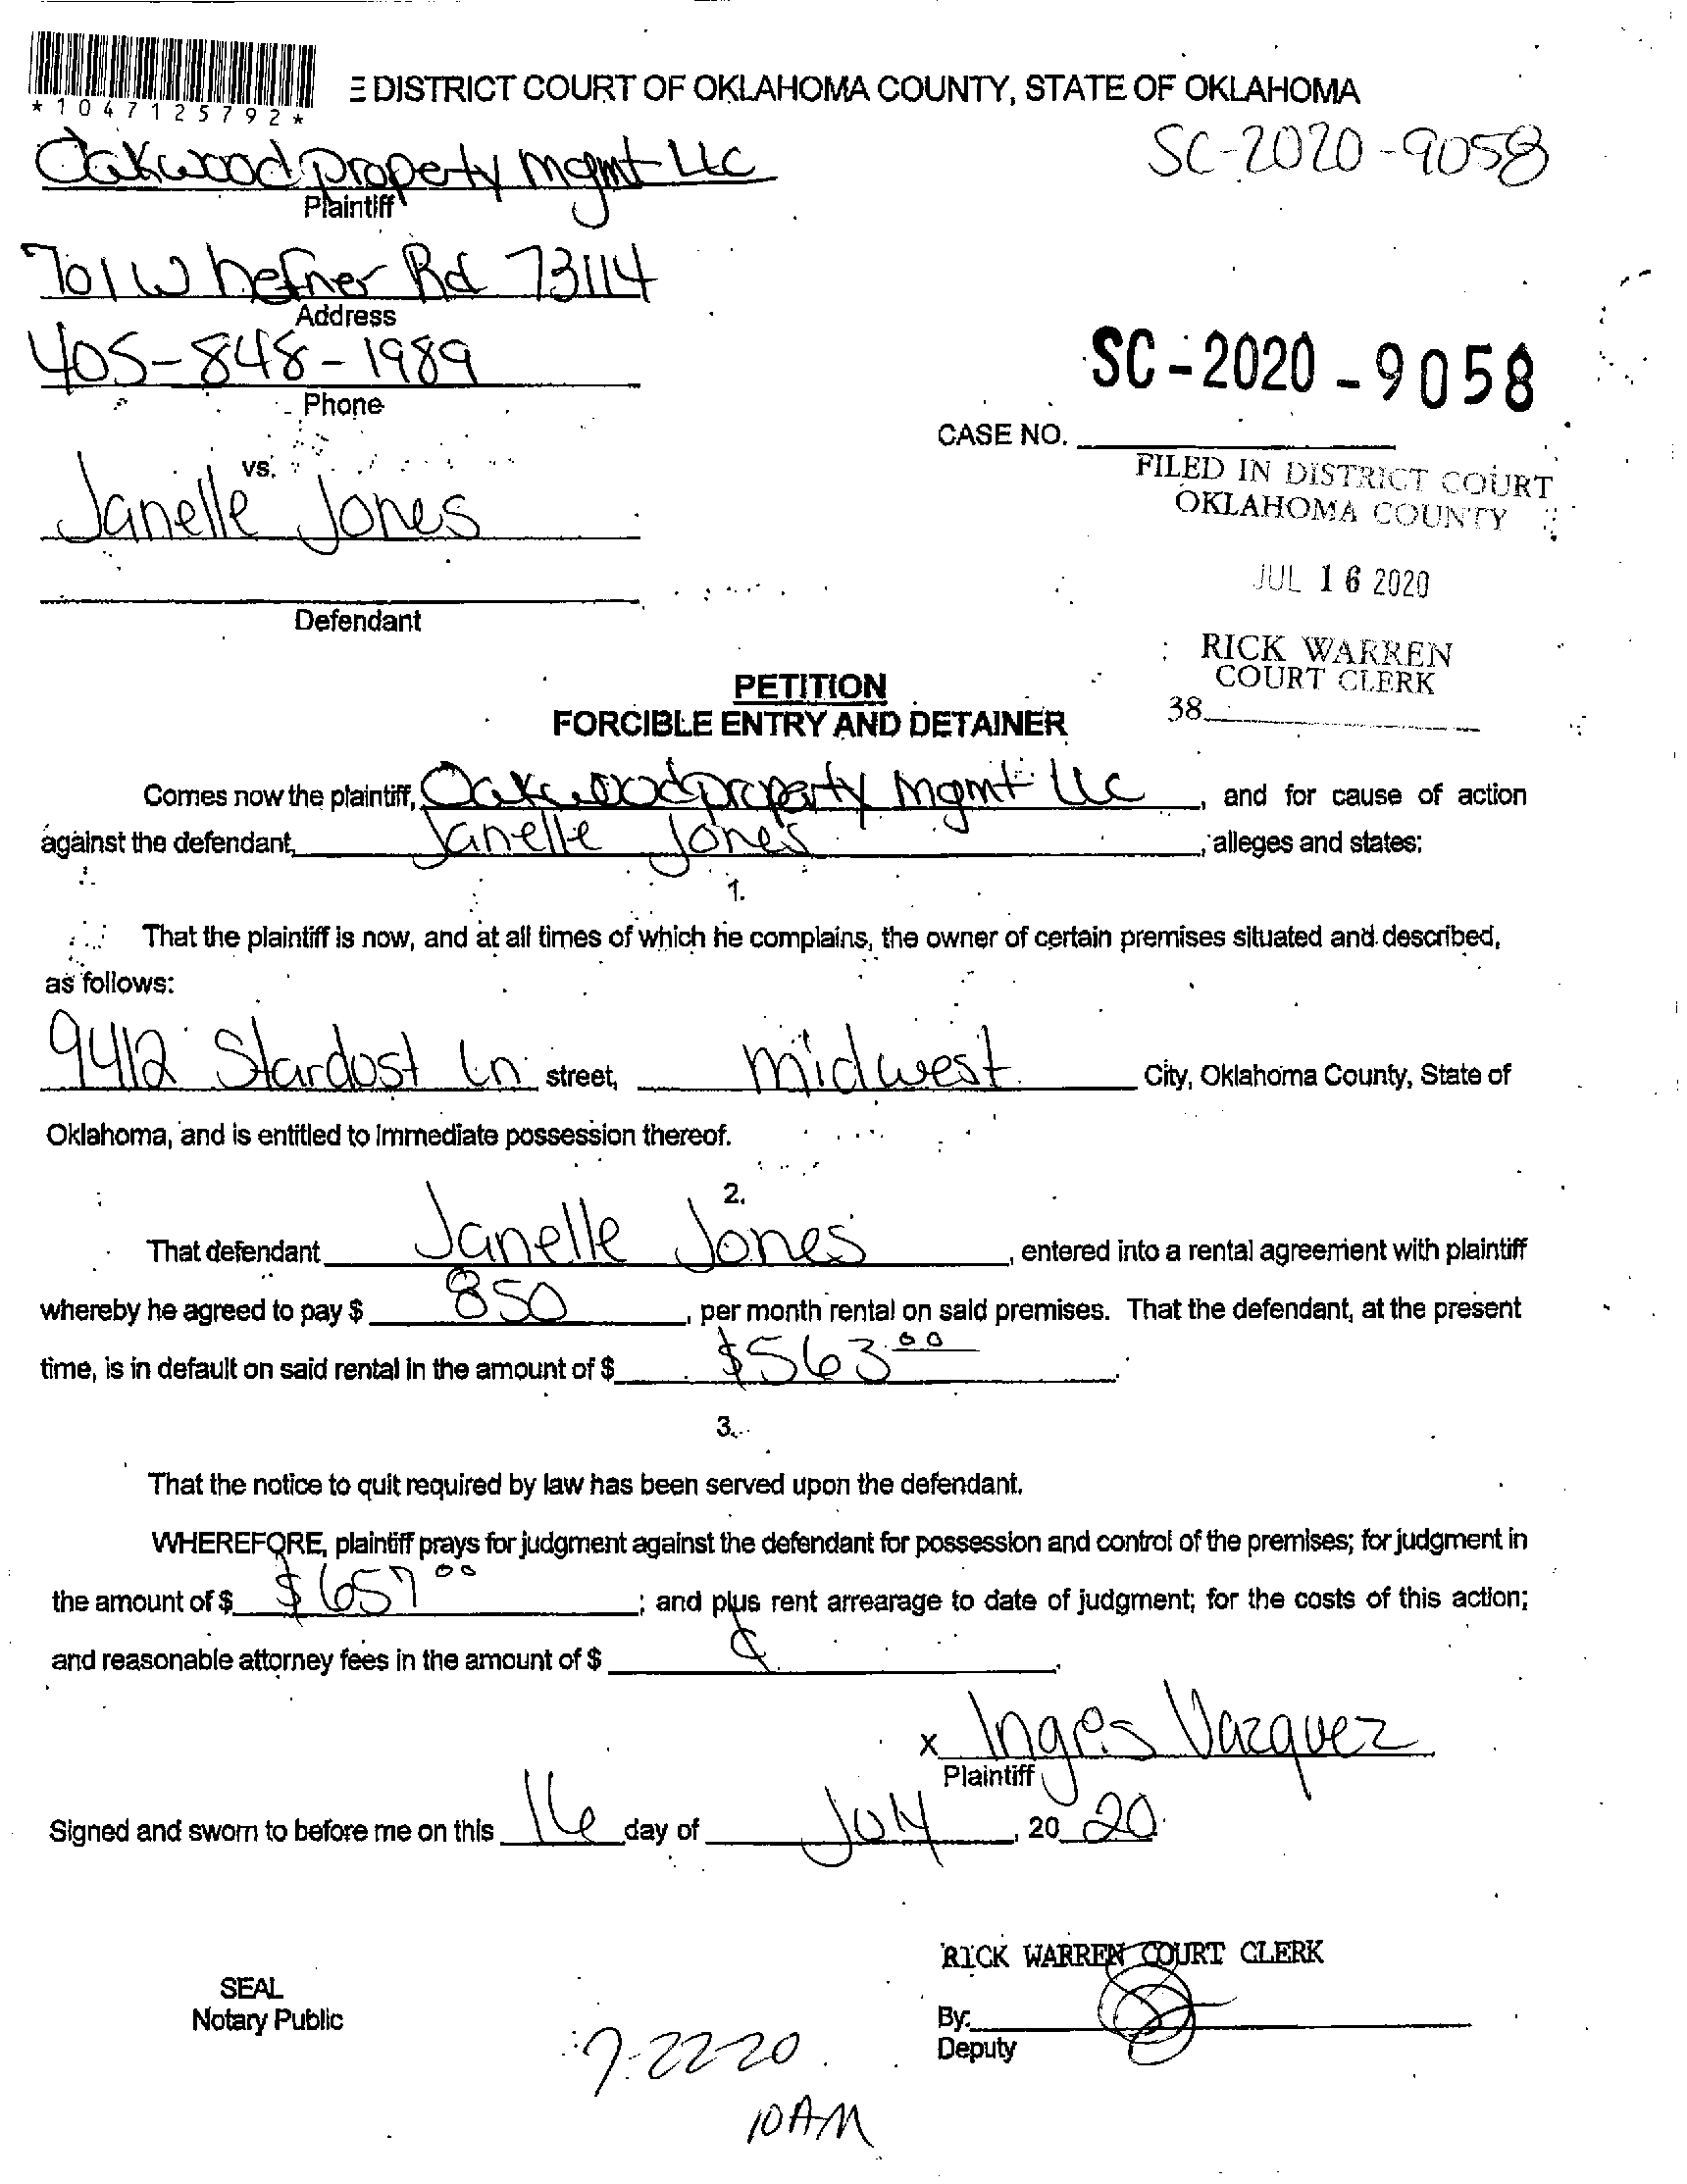 *1047125792*
E DISTRICT COURT OF OKLAHOMA COUNTY, STATE OF OKLAHOMA
Oakwood property mgmt LLC
SC-2020-9058
Plaintiff
701 W hefner Rd 73114
Address
405-848-1989
SC-2020-9058
Phone
CASE NO.
vs.
FILED IN DISTRICT COURT
OKLAHOMA COUNTY
Janelle Jones
JUL 16 2020
Defendant
RICK WARREN
COURT CLERK
38
PETITION
FORCIBLE ENTRY AND DETAINER
Comes now the plaintiff, Oakwood property mgmt LLC, and for cause of action
against the defendant, Janelle Jones, alleges and states:
1.
That the plaintiff is now, and at all times of which he complains, the owner of certain premises situated and described,
as follows:
9412 Stardust Ln street, midwest City, Oklahoma County, State of
Oklahoma, and is entitled to immediate possession thereof.
2.
That defendant Janelle Jones, entered into a rental agreement with plaintiff
whereby he agreed to pay $ 850, per month rental on said premises. That the defendant, at the present
time, is in default on said rental in the amount of $ $563 00.
3.
That the notice to quit required by law has been served upon the defendant.
WHEREFORE, plaintiff prays for judgment against the defendant for possession and control of the premises; for judgment in
the amount of $ $657 00; and plus rent arrearage to date of judgment; for the costs of this action;
and reasonable attorney fees in the amount of $
x Ingris Vazquez
Plaintiff
Signed and sworn to before me on this 16 day of July, 20 20.
RICK WARREN COURT CLERK
SEAL
Notary Public
By:
Deputy
7-22-20
10AM